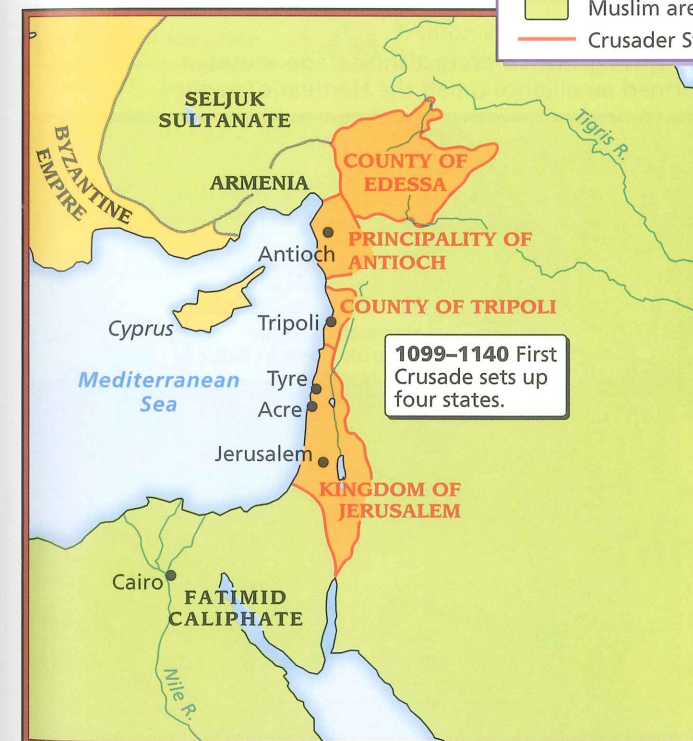 Muslim
Crusader
SELJUK
SULTANATE
Tigris R.
BYZANTINE
EMPIRE
COUNTY OF
EDESSA
ARMENIA
PRINCIPALITY OF
ANTIOCH
Antioch
COUNTY OF TRIPOLI
Cyprus
Tripoli
1099–1140 First
Crusade sets up
four states.
Mediterranean
Sea
Tyre
Acre
Jerusalem
KINGDOM OF
JERUSALEM
Cairo
FATIMID
CALIPHATE
Nile R.